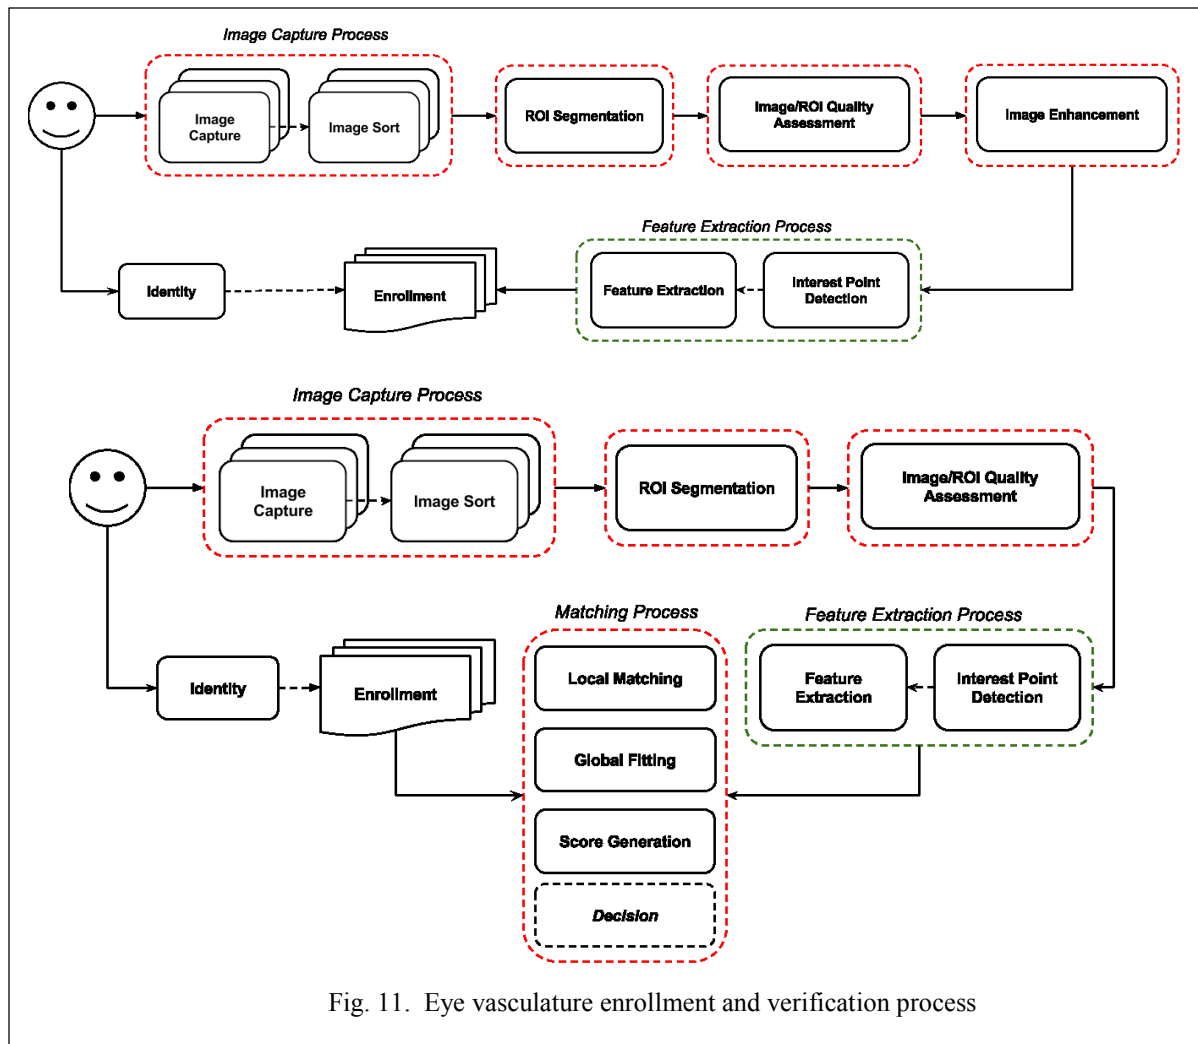 Image Capture Process
Image
Capture
Image Sort
ROI Segmentation
Image/ROI Quality
Assessment
Image Enhancement
Feature Extraction Process
Identity
Enrollment
Feature Extraction
Interest Point
Detection
Image Capture Process
Image
Capture
Image Sort
ROI Segmentation
Image/ROI Quality
Assessment
Matching Process
Feature Extraction Process
Identity
Enrollment
Local Matching
Feature
Extraction
Interest Point
Detection
Global Fitting
Score Generation
Decision
Fig. 11. Eye vasculature enrollment and verification process